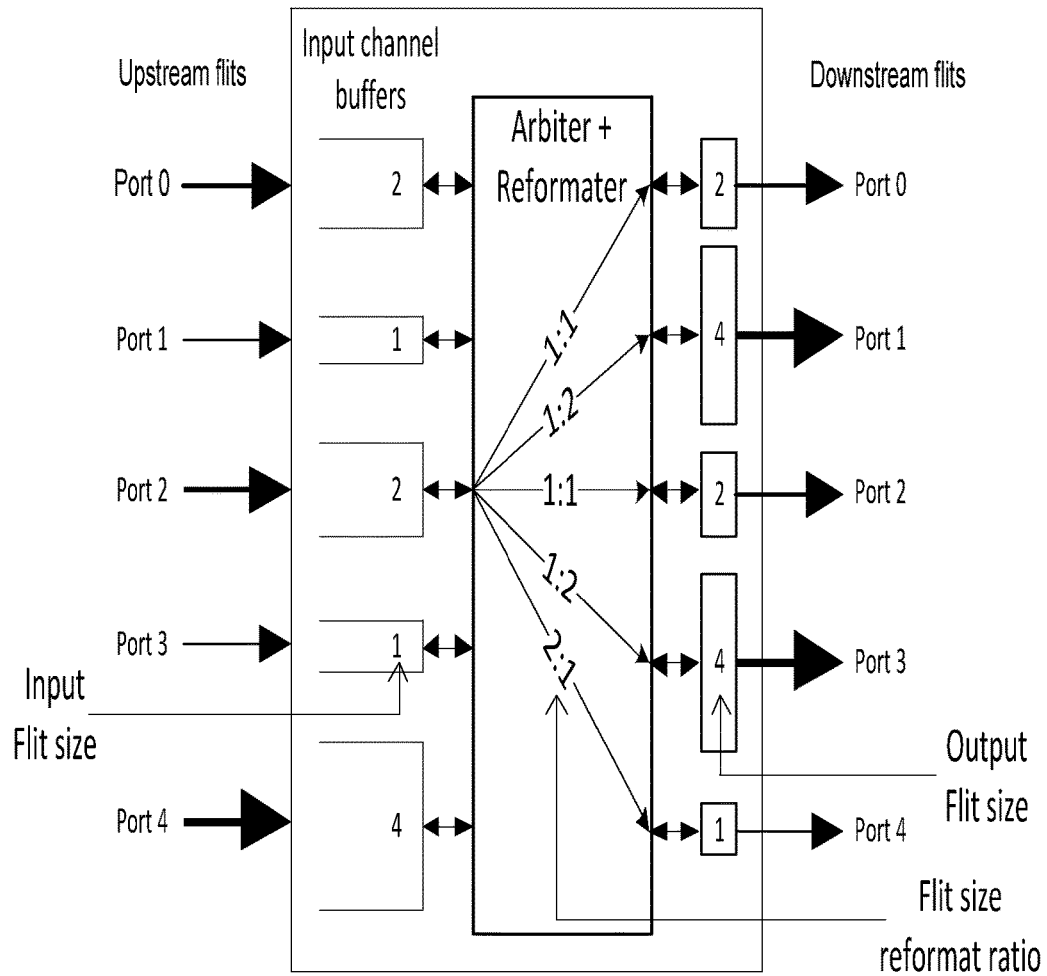 Upstream flits
Input channel
buffers
Arbiter +
Reformater
Downstream flits
Port 0
2
2
Port 0
1:1
Port 1
1
4
Port 1
1:2
Port 2
2
1:1
2
Port 2
1:2
Port 3
1
2:1
4
Port 3
Input
Flit size
Output
Flit size
Port 4
4
1
Port 4
Flit size
reformat ratio